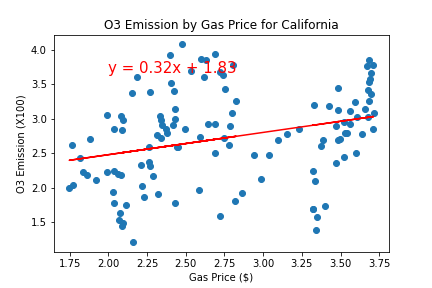 O3 Emission by Gas Price for California
y = 0.32x + 1.83
O3 Emission (X100)
4.0
3.5
3.0
2.5
2.0
1.5
1.75 2.00 2.25 2.50 2.75 3.00 3.25 3.50 3.75
Gas Price ($)